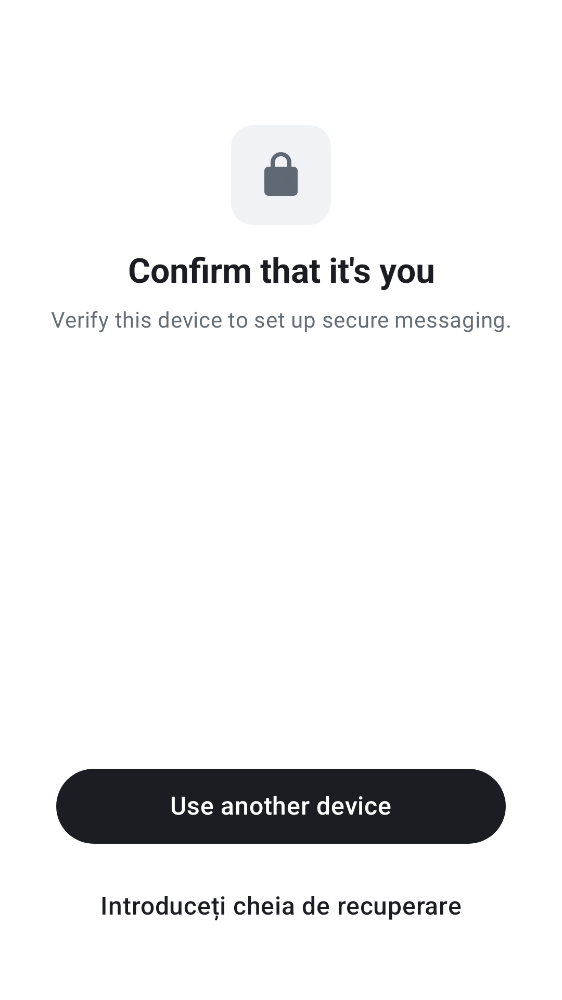 Confirm that it's you
Verify this device to set up secure messaging.
Use another device
Introduceți cheia de recuperare